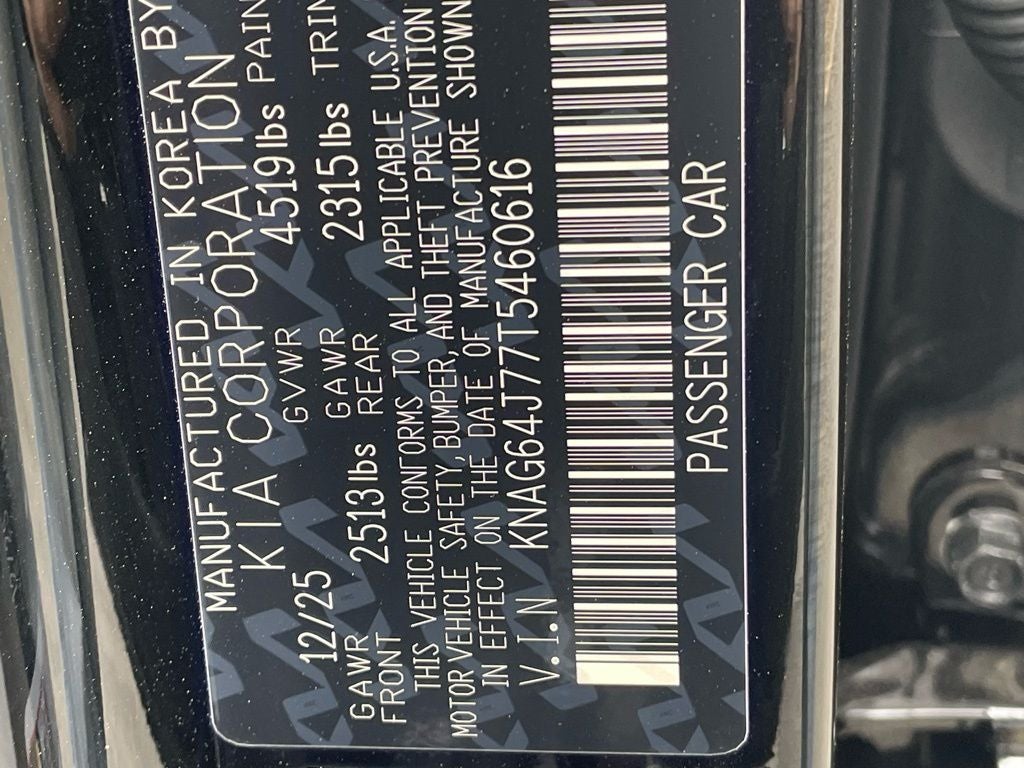 MANUFACTURED IN KOREA BY
KIA CORPORATION
12/25 GVWR 4519lbs PAIN
GAWR FRONT 2513lbs GAWR REAR 2315lbs TRIN
THIS VEHICLE CONFORMS TO ALL APPLICABLE U.S.A.
MOTOR VEHICLE SAFETY, BUMPER, AND THEFT PREVENTION
IN EFFECT ON THE DATE OF MANUFACTURE SHOWN
V.I.N KNAG64J77T5460616
PASSENGER CAR